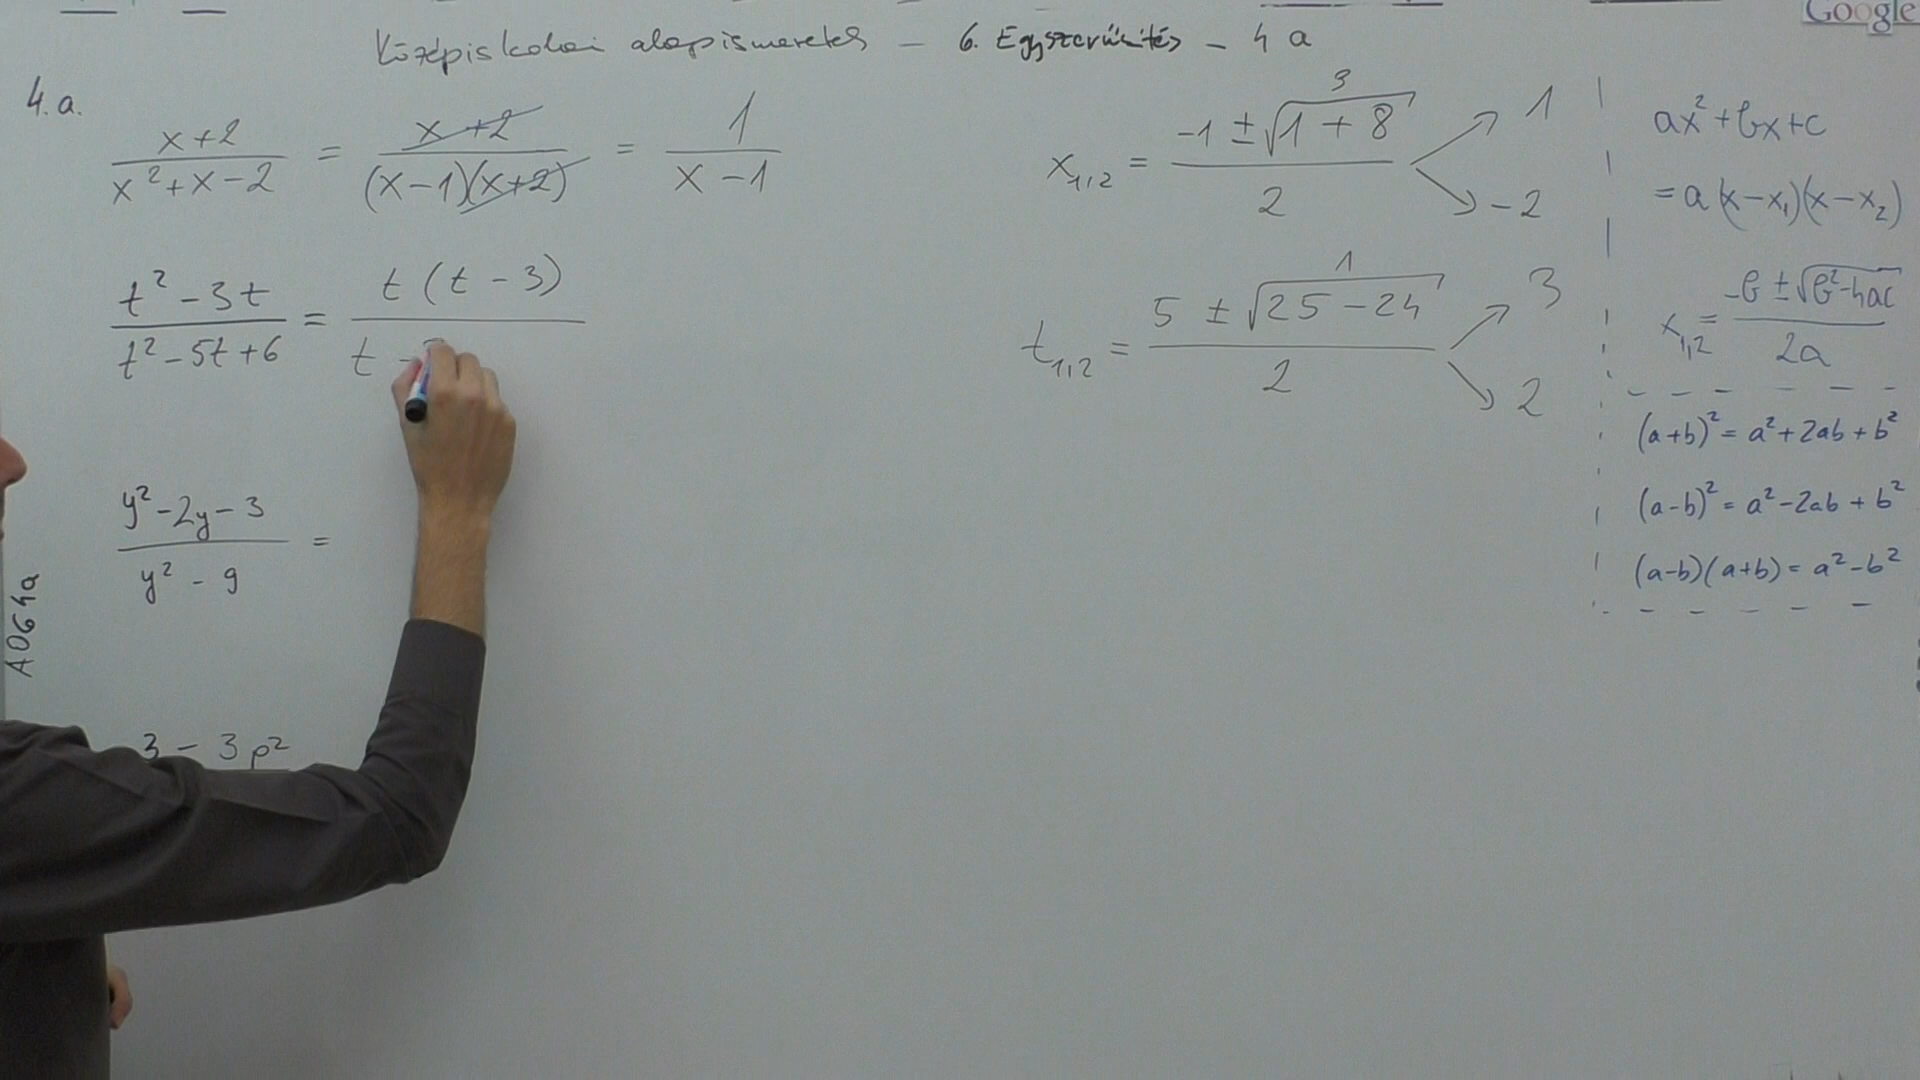 Google
Középiskolai alapismeretek – 6. Egyszerűsítés – 4 a
4.a.
x+2 / x²+x-2 = x+2 / (x-1)(x+2) = 1 / x-1
x₁,₂ = -1 ± √1+8 / 2
3
1
-2
t²-3t / t²-5t+6 = t(t-3) / t -
t₁,₂ = 5 ± √25-24 / 2
1
3
2
y²-2y-3 / y²-9 =
3-3p²
A064a
ax²+bx+c
=a(x-x₁)(x-x₂)
x₁,₂ = -b ± √b²-4ac / 2a
(a+b)² = a²+2ab+b²
(a-b)² = a²-2ab+b²
(a-b)(a+b) = a²-b²